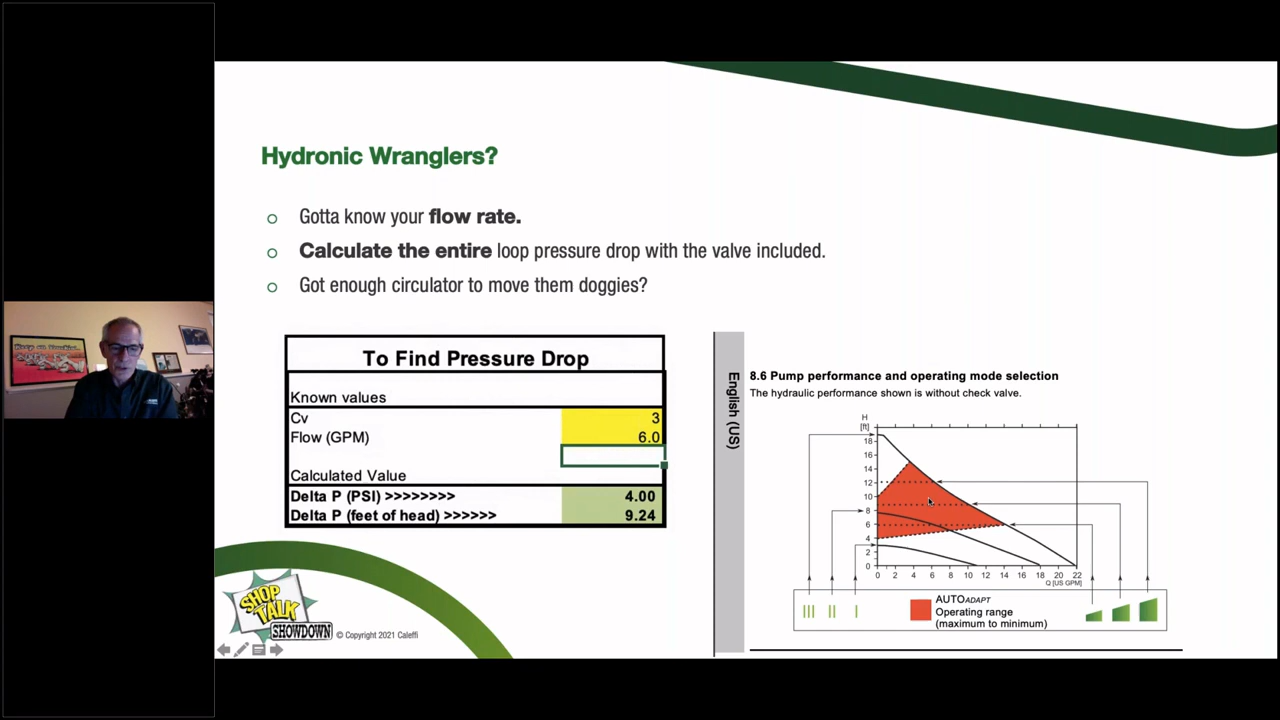 Hydronic Wranglers?
Gotta know your flow rate.
Calculate the entire loop pressure drop with the valve included.
Got enough circulator to move them doggies?
To Find Pressure Drop
Known values
Cv 3
Flow (GPM) 6.0
Calculated Value
Delta P (PSI) >>>>>>>> 4.00
Delta P (feet of head) >>>>>> 9.24
English (US)
8.6 Pump performance and operating mode selection
The hydraulic performance shown is without check valve.
H
[ft]
18
16
14
12
10
8
6
4
2
0
0 2 4 6 8 10 12 14 16 18 20 22
Q [US GPM]
III II I
AUTOADAPT
Operating range
(maximum to minimum)
SHOP
TALK
SHOWDOWN
© Copyright 2021 Caleffi